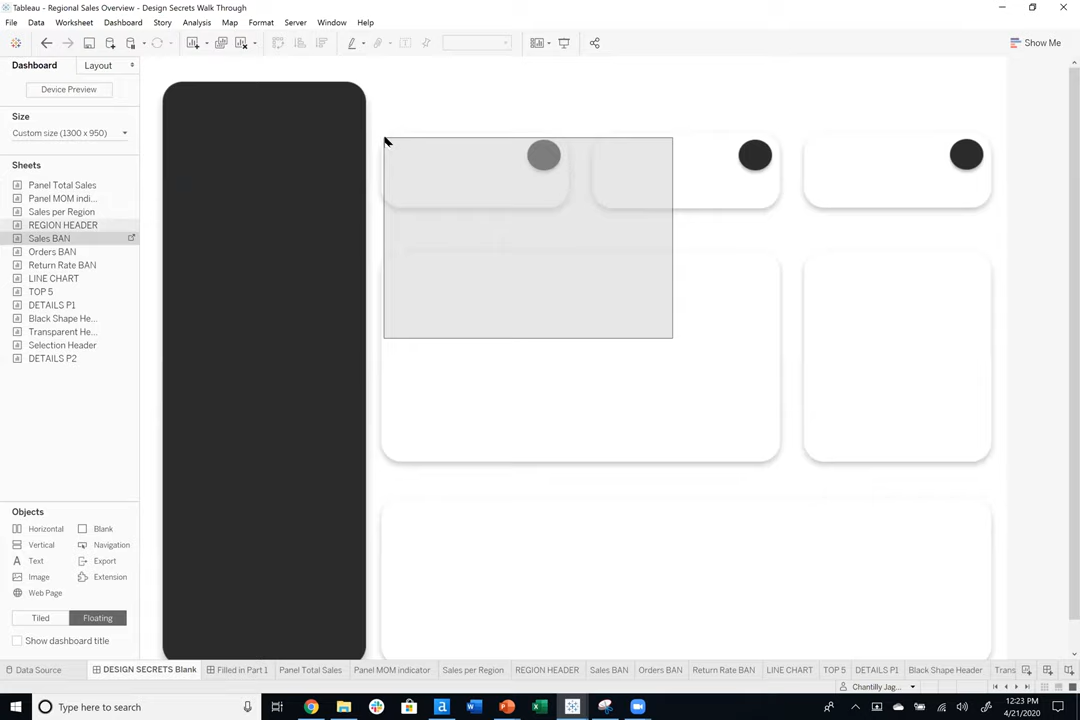 Tableau - Regional Sales Overview - Design Secrets Walk Through
File Data Worksheet Dashboard Story Analysis Map Format Server Window Help
Show Me
Dashboard Layout
Device Preview
Size
Custom size (1300 x 950)
Sheets
Panel Total Sales
Panel MOM indi...
Sales per Region
REGION HEADER
Sales BAN
Orders BAN
Return Rate BAN
LINE CHART
TOP 5
DETAILS P1
Black Shape He...
Transparent He...
Selection Header
DETAILS P2
Objects
Horizontal Blank
Vertical Navigation
A Text Export
Image Extension
Web Page
Tiled Floating
Show dashboard title
Data Source DESIGN SECRETS Blank Filled in Part 1 Panel Total Sales Panel MOM indicator Sales per Region REGION HEADER Sales BAN Orders BAN Return Rate BAN LINE CHART TOP 5 DETAILS P1 Black Shape Header Trans
Chantilly Jag...
Type here to search
12:23 PM
4/21/2020